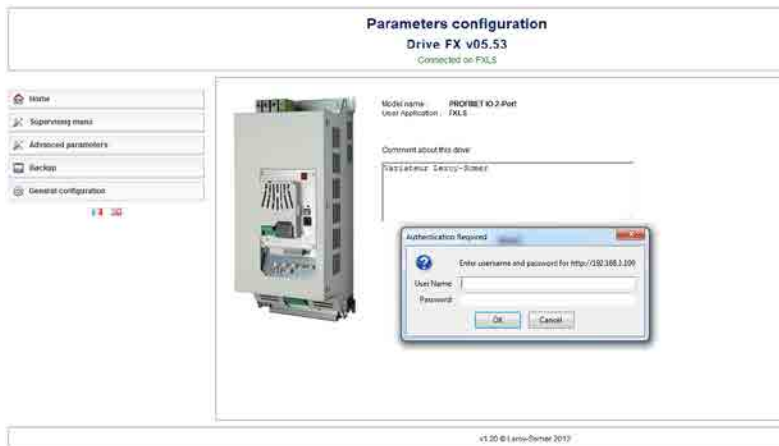 Parameters configuration
Drive FX v05.53
Connected on FXLS
Home
Supervising menu
Advanced parameters
Backup
General configuration
Model name : PROFINET IO 2-Port
User Application : FXLS
Comment about this drive
Variateur Leroy-Somer
Authentication Required
Enter username and password for http://192.168.1.100
User Name
Password
OK
Cancel
v1.20 © Leroy-Somer 2012